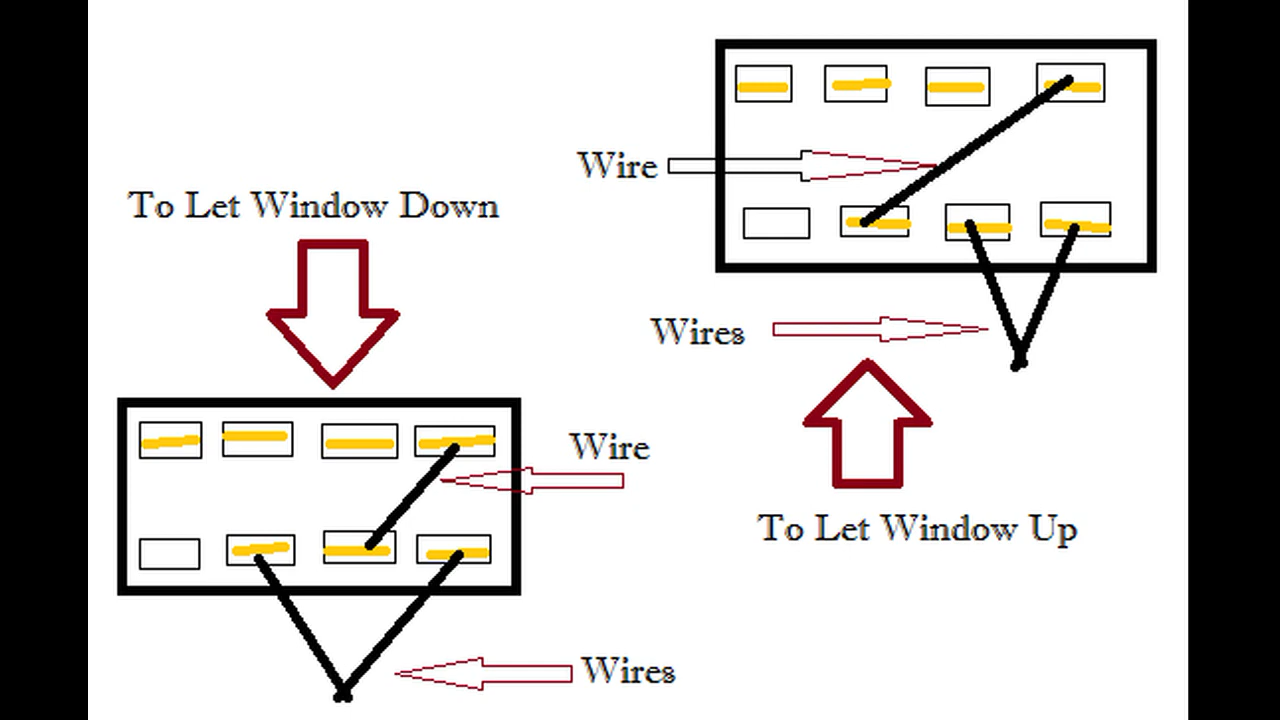 Wire
To Let Window Down
Wires
Wire
To Let Window Up
Wires